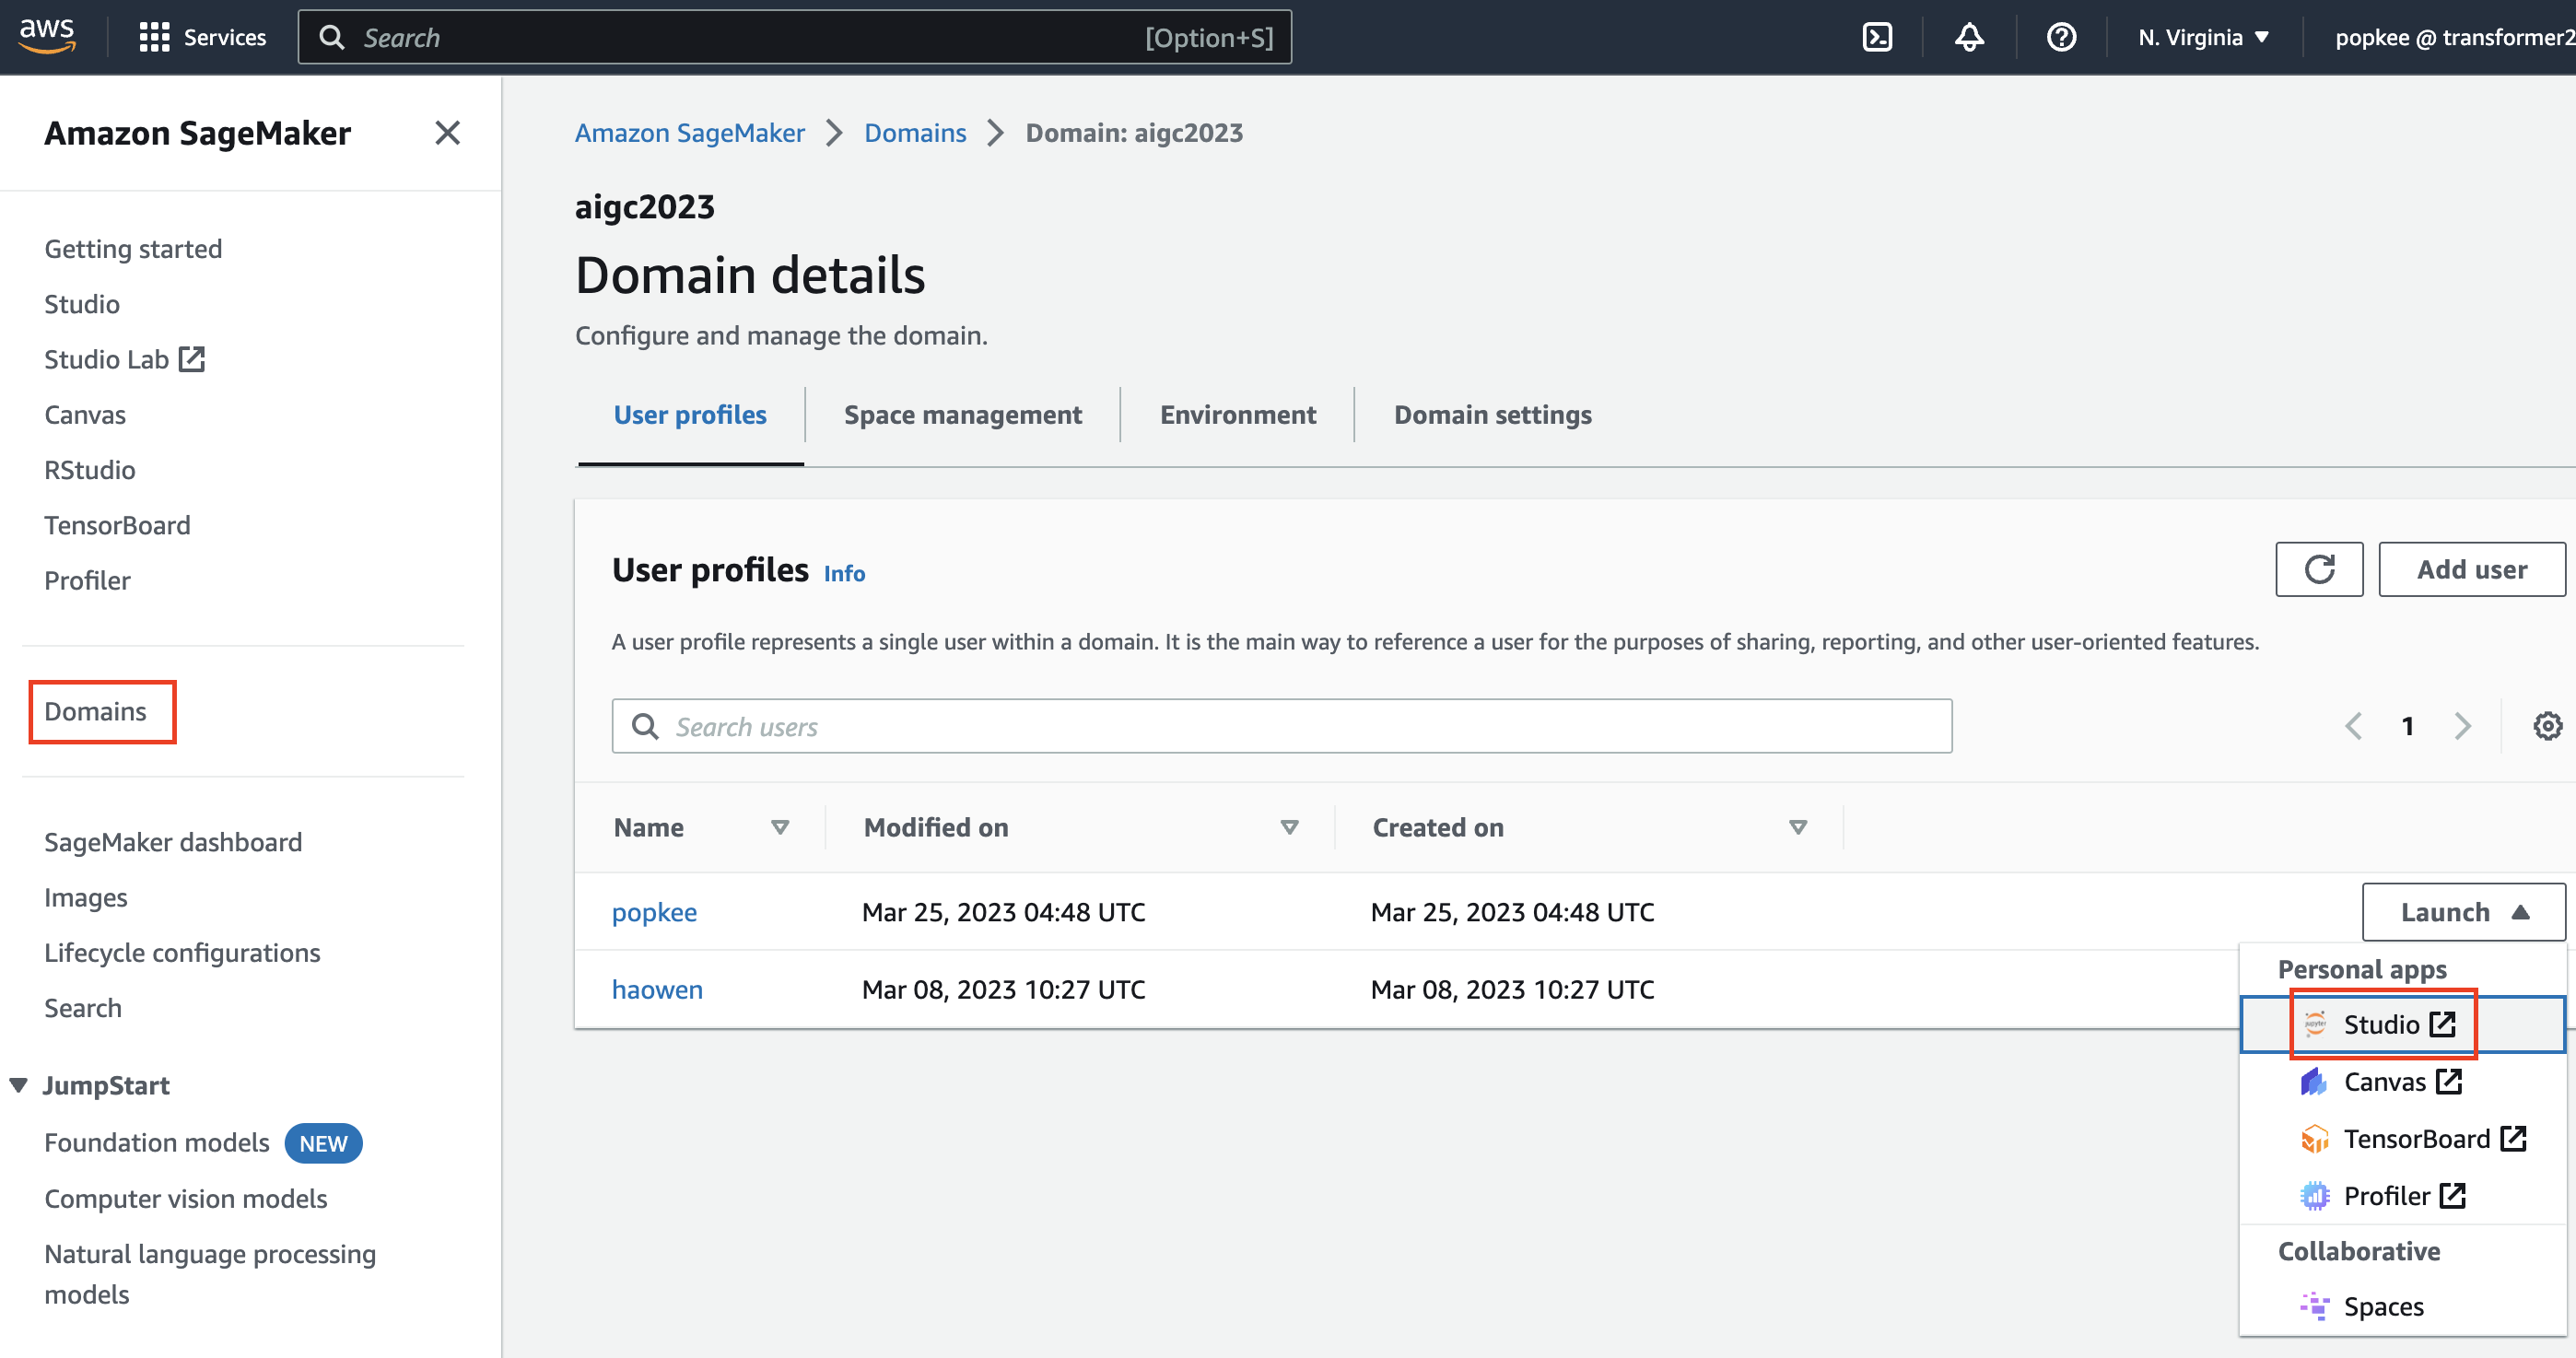 aws
Services
Search
[Option+S]
N. Virginia
popkee @ transformer2
Amazon SageMaker
Getting started
Studio
Studio Lab
Canvas
RStudio
TensorBoard
Profiler
Domains
SageMaker dashboard
Images
Lifecycle configurations
Search
JumpStart
Foundation models NEW
Computer vision models
Natural language processing
models
Amazon SageMaker > Domains > Domain: aigc2023
aigc2023
Domain details
Configure and manage the domain.
User profiles
Space management
Environment
Domain settings
User profiles Info
Add user
A user profile represents a single user within a domain. It is the main way to reference a user for the purposes of sharing, reporting, and other user-oriented features.
Search users
1
Name Modified on Created on
popkee Mar 25, 2023 04:48 UTC Mar 25, 2023 04:48 UTC Launch
haowen Mar 08, 2023 10:27 UTC Mar 08, 2023 10:27 UTC
Personal apps
Studio
Canvas
TensorBoard
Profiler
Collaborative
Spaces